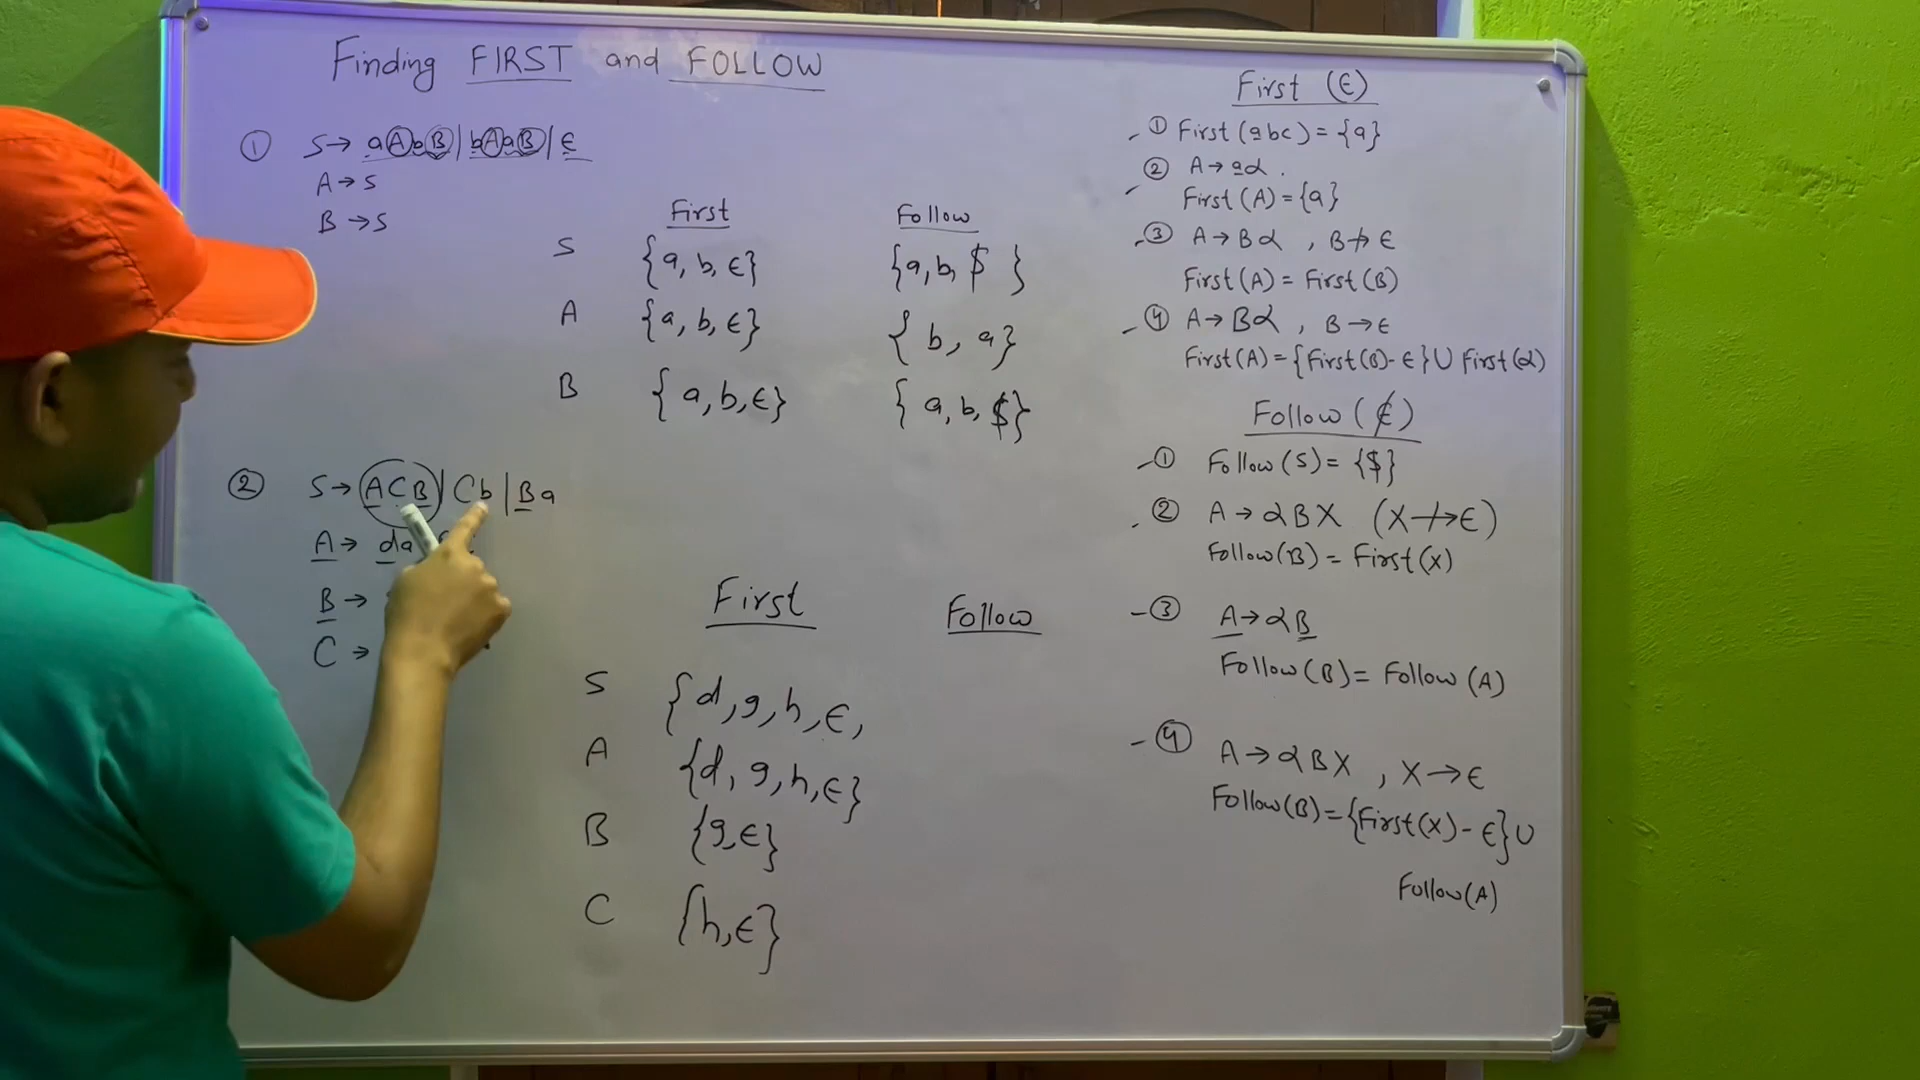 Finding FIRST and FOLLOW
① S → aAbB | bAaB | ε
A → S
B → S
First Follow
S {a, b, ε} {a, b, $ }
A {a, b, ε} { b, a}
B { a, b, ε} { a, b, $}
② S → ACB | Cb | Ba
A → da
B →
C →
First Follow
S { d, g, h, ε,
A {d, g, h, ε}
B {g, ε}
C {h, ε}
First (ε)
① First (abc) = {a}
② A → aα .
First (A) = {a}
③ A → Bα , B ↛ ε
First (A) = First (B)
④ A → Bα , B → ε
First (A) = {First (B) - ε } U First (α)
Follow (ε̸)
① Follow (S) = {$}
② A → αBX (X ↛ ε)
Follow (B) = First (X)
③ A → αB
Follow (B) = Follow (A)
④ A → αBX , X → ε
Follow (B) = {First (X) - ε} U
Follow (A)